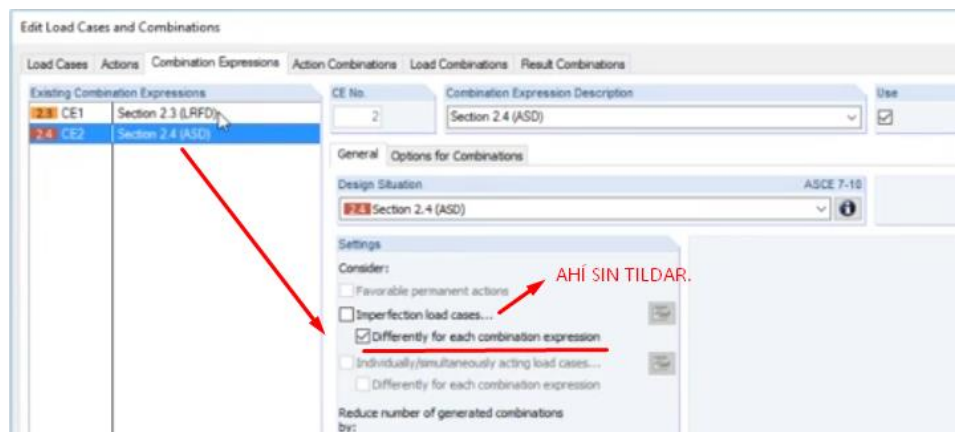 Edit Load Cases and Combinations
Load Cases Actions Combination Expressions Action Combinations Load Combinations Result Combinations
Existing Combination Expressions
2.3 CE1 Section 2.3 (LRFD)
2.4 CE2 Section 2.4 (ASD)
CE No.
2
Combination Expression Description
Section 2.4 (ASD)
Use
General Options for Combinations
Design Situation ASCE 7-10
2.4 Section 2.4 (ASD)
Settings
Consider:
Favorable permanent actions
Imperfection load cases...
Differently for each combination expression
Individually/simultaneously acting load cases...
Differently for each combination expression
Reduce number of generated combinations
by:
AHÍ SIN TILDAR.